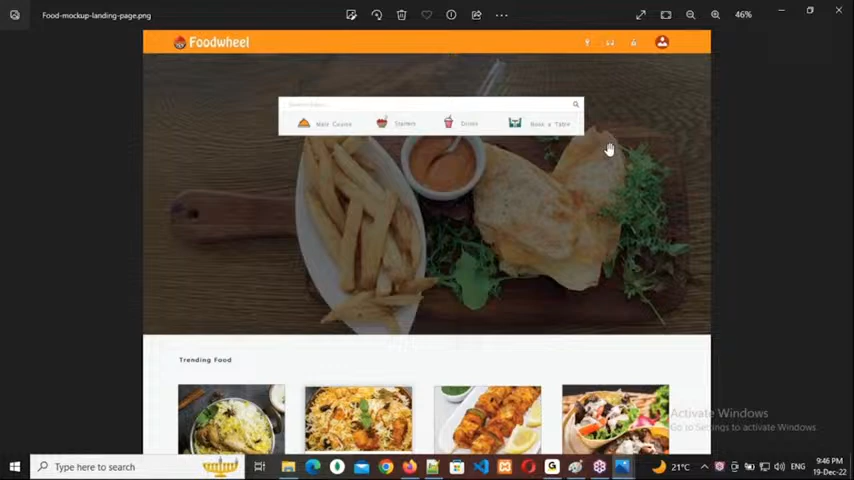 Food-mockup-landing-page.png
46%
Foodwheel
Main Course Starters Drinks Book a Table
Trending Food
Activate Windows
Go to Settings to activate Windows.
Type here to search
21°C
ENG
9:46 PM
19-Dec-22